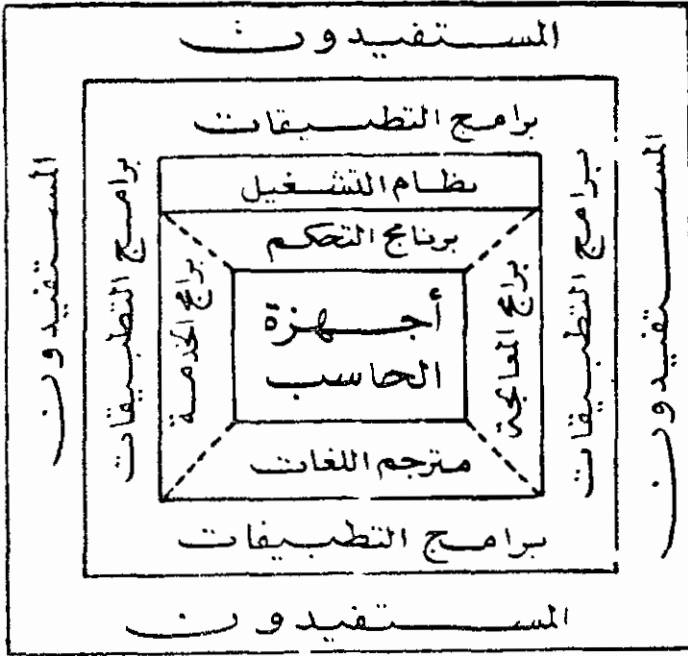 المستفيدون
برامج التطبيقات
نظام التشغيل
برنامج التحكم
المستفيدون
برامج التطبيقات
برامج المعالجة
أجهزة
الحاسب
برامج الخدمة
برامج التطبيقات
المستفيدون
مترجم اللغات
برامج التطبيقات
المستفيدون